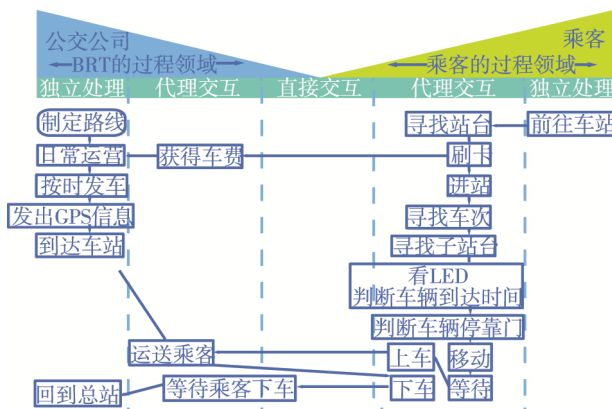 公交公司
乘客
BRT的过程领域
乘客的过程领域
独立处理
代理交互
直接交互
代理交互
独立处理
制定路线
寻找站台
前往车站
日常运营
获得车费
刷卡
按时发车
进站
发出GPS信息
寻找车次
到达车站
寻找子站台
看LED
判断车辆到达时间
判断车辆停靠门
运送乘客
上车
移动
回到总站
等待乘客下车
下车
等待